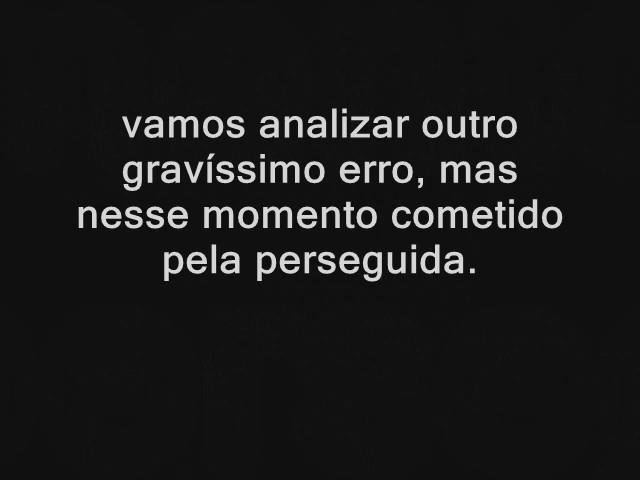 vamos analizar outro
gravíssimo erro, mas
nesse momento cometido
pela perseguida.